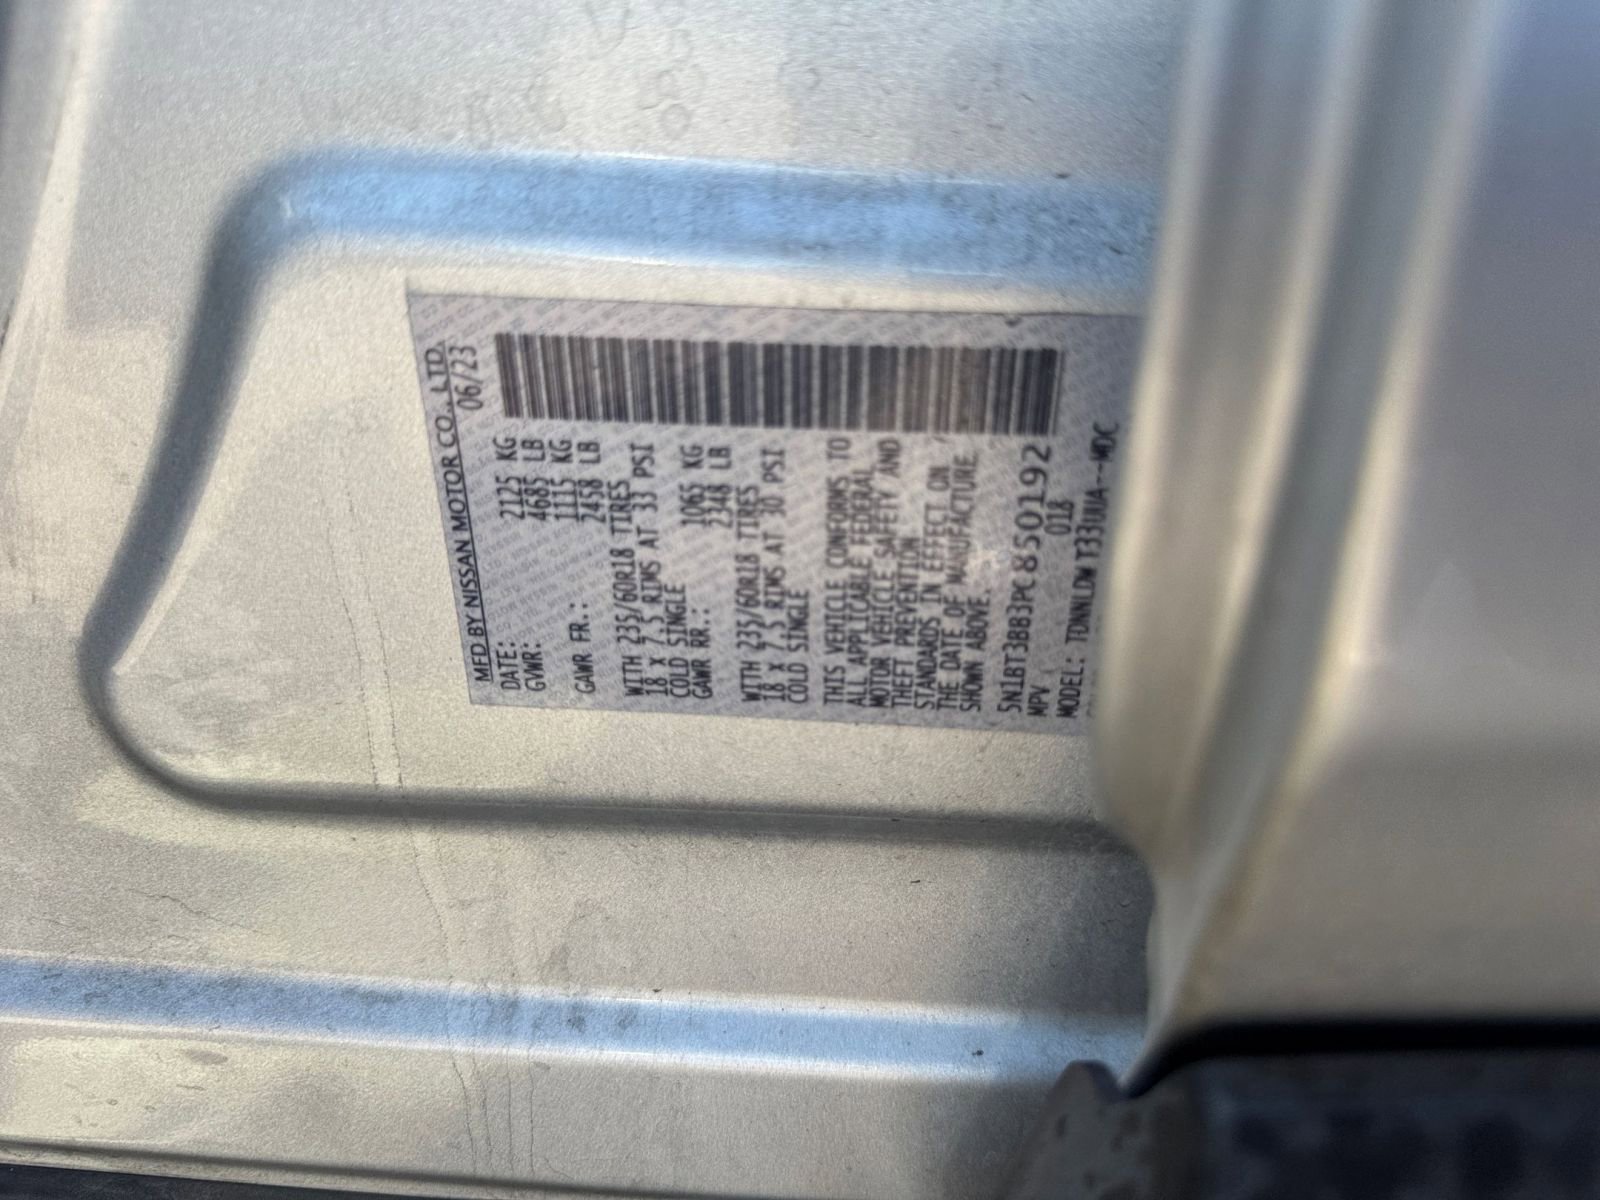 MFD BY NISSAN MOTOR CO., LTD.
DATE: 06/23
GVWR: 2125 KG
4685 LB
GAWR FR.: 1115 KG
2458 LB
WITH 235/60R18 TIRES
18 x 7.5 RIMS AT 33 PSI
COLD SINGLE
GAWR RR.: 1065 KG
2348 LB
WITH 235/60R18 TIRES
18 x 7.5 RIMS AT 30 PSI
COLD SINGLE
THIS VEHICLE CONFORMS TO
ALL APPLICABLE FEDERAL
MOTOR VEHICLE SAFETY AND
THEFT PREVENTION
STANDARDS IN EFFECT ON
THE DATE OF MANUFACTURE
SHOWN ABOVE.
5N1BT3BB3PC850192
MPV 018
MODEL: